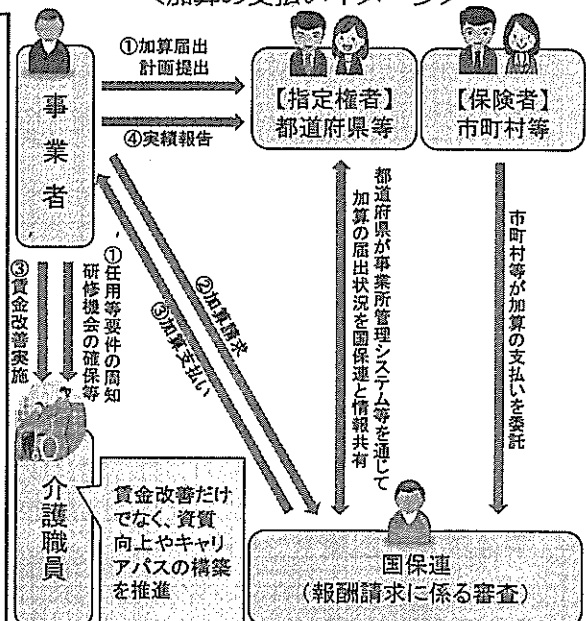 <加算の支払いイメージ>
①加算届出
計画提出
④実績報告
事業者
【指定権者】
都道府県等
【保険者】
市町村等
③賃金改善実施
①任用等要件の周知
研修機会の確保等
②加算請求
③加算支払い
都道府県が事業所管理システム等を通じて
加算の届出状況を国保連と情報共有
市町村等が加算の支払いを委託
介護職員
賃金改善だけ
でなく、資質
向上やキャリ
アパスの構築
を推進
国保連
(報酬請求に係る審査)